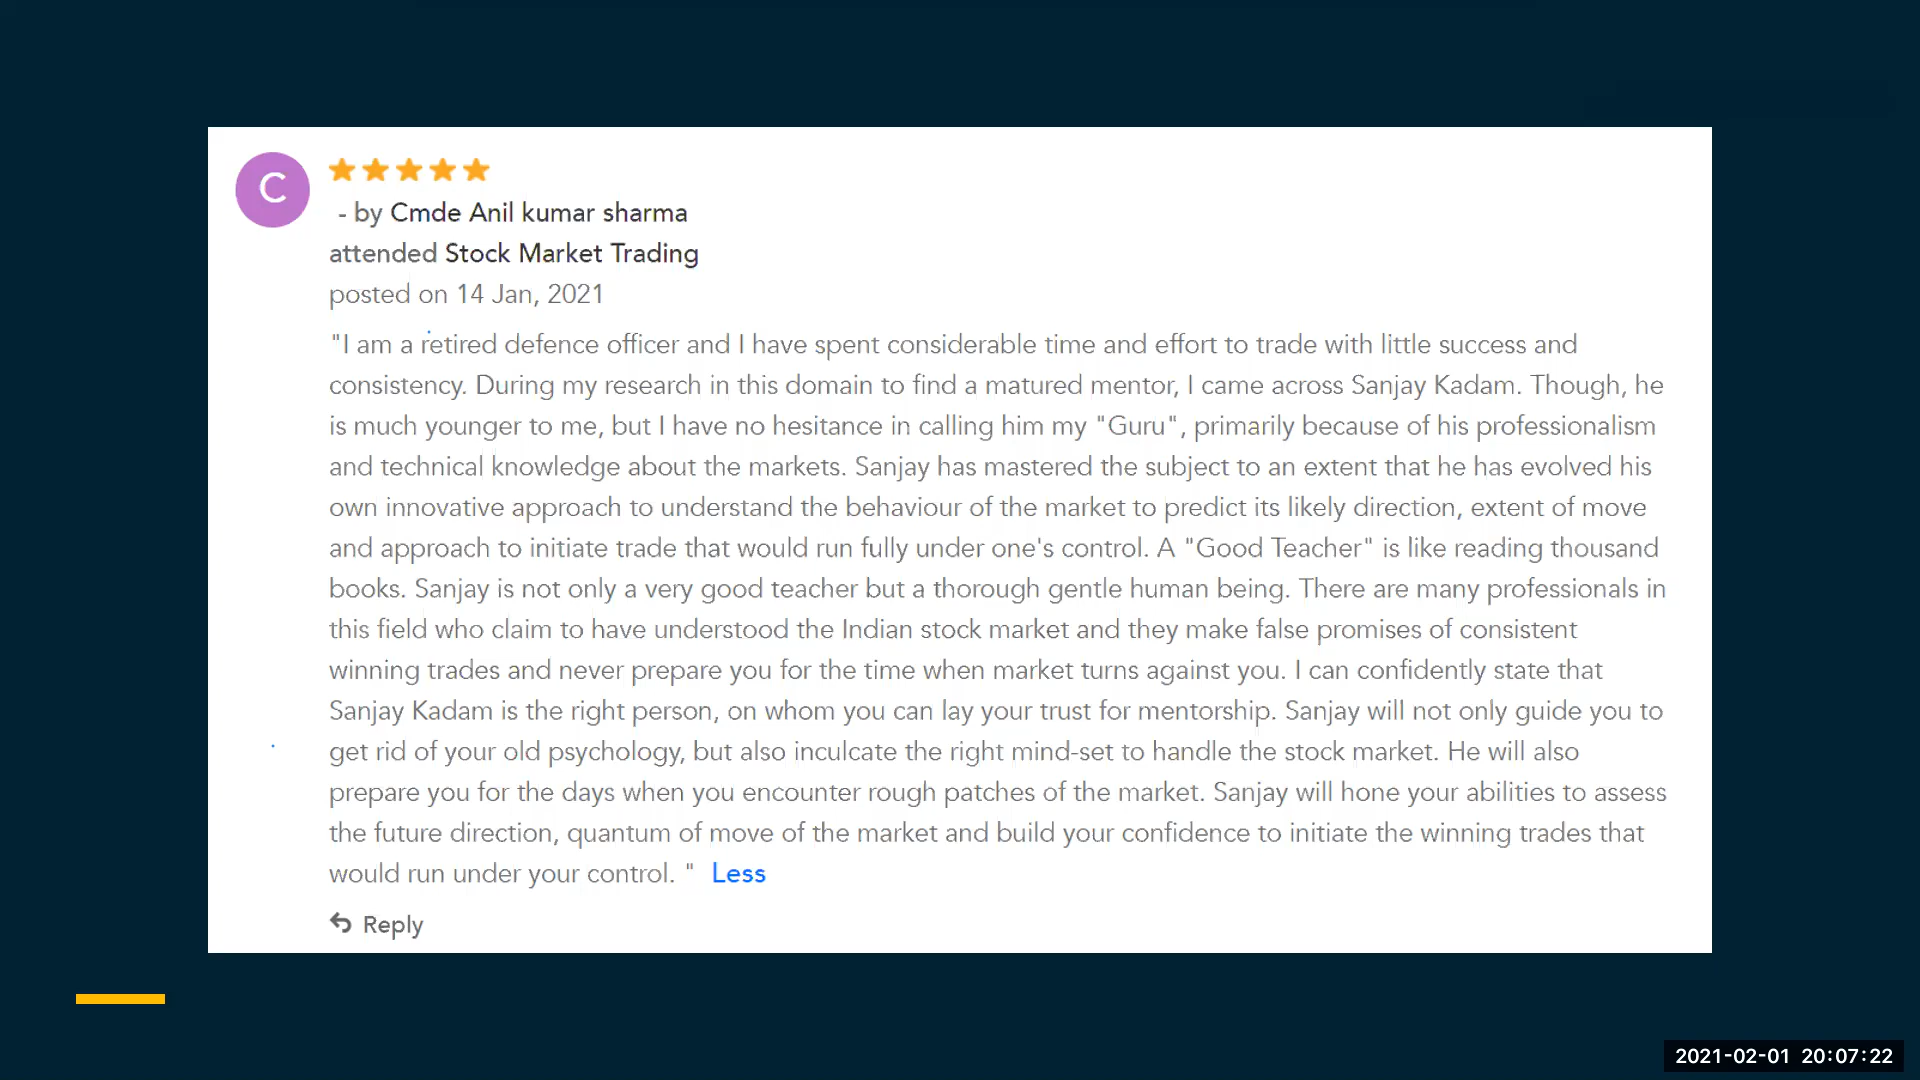 C
- by Cmde Anil kumar sharma
attended Stock Market Trading
posted on 14 Jan, 2021
"I am a retired defence officer and I have spent considerable time and effort to trade with little success and
consistency. During my research in this domain to find a matured mentor, I came across Sanjay Kadam. Though, he
is much younger to me, but I have no hesitance in calling him my "Guru", primarily because of his professionalism
and technical knowledge about the markets. Sanjay has mastered the subject to an extent that he has evolved his
own innovative approach to understand the behaviour of the market to predict its likely direction, extent of move
and approach to initiate trade that would run fully under one's control. A "Good Teacher" is like reading thousand
books. Sanjay is not only a very good teacher but a thorough gentle human being. There are many professionals in
this field who claim to have understood the Indian stock market and they make false promises of consistent
winning trades and never prepare you for the time when market turns against you. I can confidently state that
Sanjay Kadam is the right person, on whom you can lay your trust for mentorship. Sanjay will not only guide you to
get rid of your old psychology, but also inculcate the right mind-set to handle the stock market. He will also
prepare you for the days when you encounter rough patches of the market. Sanjay will hone your abilities to assess
the future direction, quantum of move of the market and build your confidence to initiate the winning trades that
would run under your control. " Less
Reply
2021-02-01 20:07:22